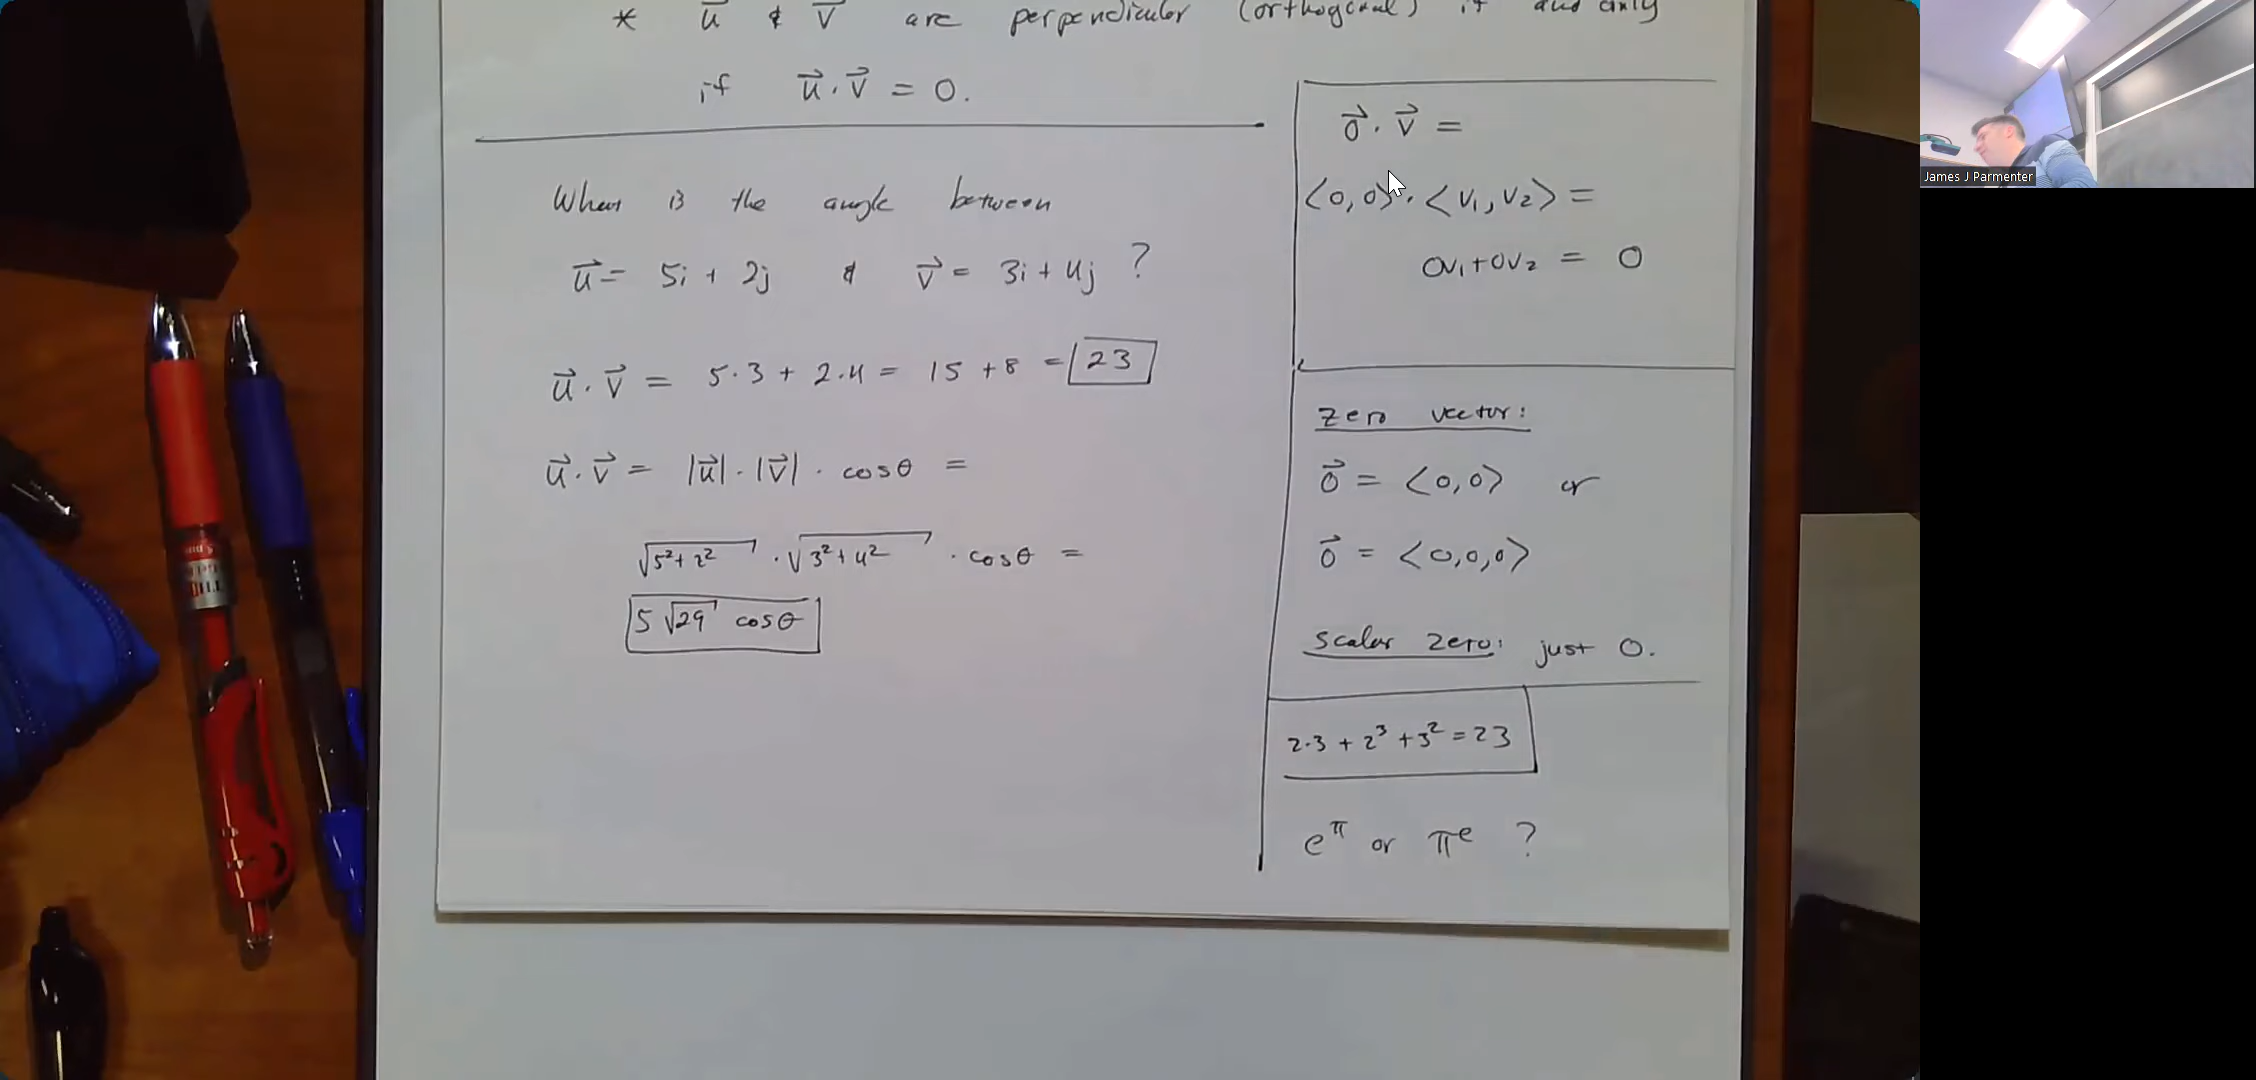 * u⃗ & v⃗ are perpendicular (orthogonal) if and only
if u⃗ · v⃗ = 0.
What is the angle between
u⃗ = 5i + 2j & v⃗ = 3i + 4j ?
u⃗ · v⃗ = 5·3 + 2·4 = 15 + 8 = 23
u⃗ · v⃗ = |u⃗| · |v⃗| · cosθ =
√5²+2² · √3²+4² · cosθ =
5√29 cosθ
0⃗ · v⃗ =
<0,0> · <v₁, v₂> =
0v₁+0v₂ = 0
zero vector:
0⃗ = <0,0> or
0⃗ = <0,0,0>
scalar zero: just 0.
2·3 + 2³ + 3² = 23
e^π or π^e ?
James J Parmenter